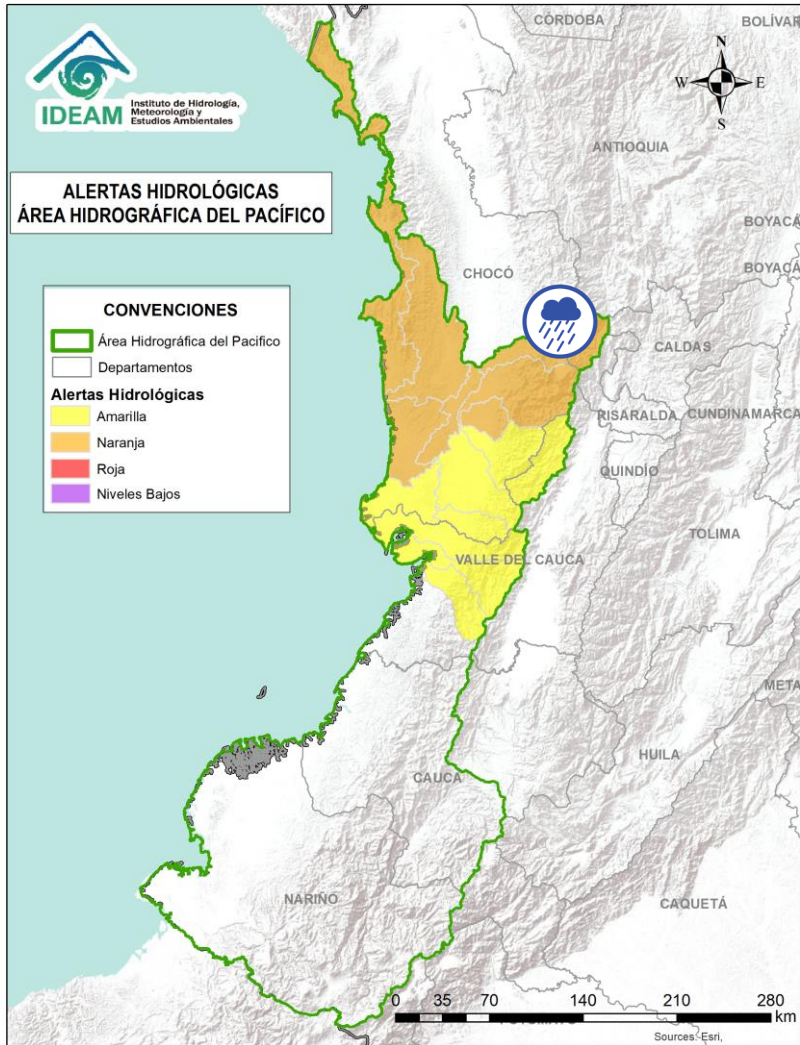 CÓRDOBA
BOLÍVAR
IDEAM
Instituto de Hidrología,
Meteorología y
Estudios Ambientales
N
W
E
S
ANTIOQUIA
ALERTAS HIDROLÓGICAS
ÁREA HIDROGRÁFICA DEL PACÍFICO
BOYACÁ
CHOCÓ
BOYACÁ
CONVENCIONES
Área Hidrográfica del Pacifico
Departamentos
Alertas Hidrológicas
Amarilla
Naranja
Roja
Niveles Bajos
CALDAS
RISARALDA
CUNDINAMARCA
QUINDÍO
TOLIMA
VALLE DEL CAUCA
META
HUILA
CAUCA
NARIÑO
CAQUETÁ
0 35 70 140 210 280
km
Sources: Esri,